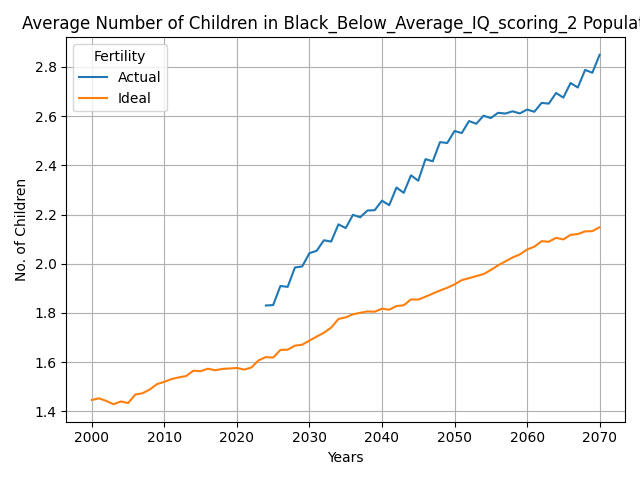 Average Number of Children in Black_Below_Average_IQ_scoring_2 Populat
Fertility
Actual
Ideal
2.8
2.6
2.4
2.2
2.0
1.8
1.6
1.4
No. of Children
2000 2010 2020 2030 2040 2050 2060 2070
Years